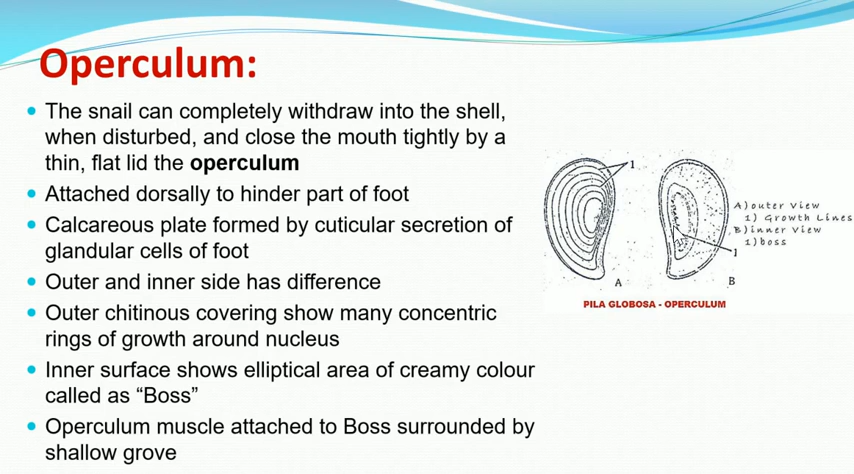 Operculum:
The snail can completely withdraw into the shell,
when disturbed, and close the mouth tightly by a
thin, flat lid the operculum
Attached dorsally to hinder part of foot
Calcareous plate formed by cuticular secretion of
glandular cells of foot
Outer and inner side has difference
Outer chitinous covering show many concentric
rings of growth around nucleus
Inner surface shows elliptical area of creamy colour
called as “Boss”
Operculum muscle attached to Boss surrounded by
shallow grove
1
A)outer View
1) Growth Lines
B)inner View
1)boss
1
A
B
PILA GLOBOSA - OPERCULUM